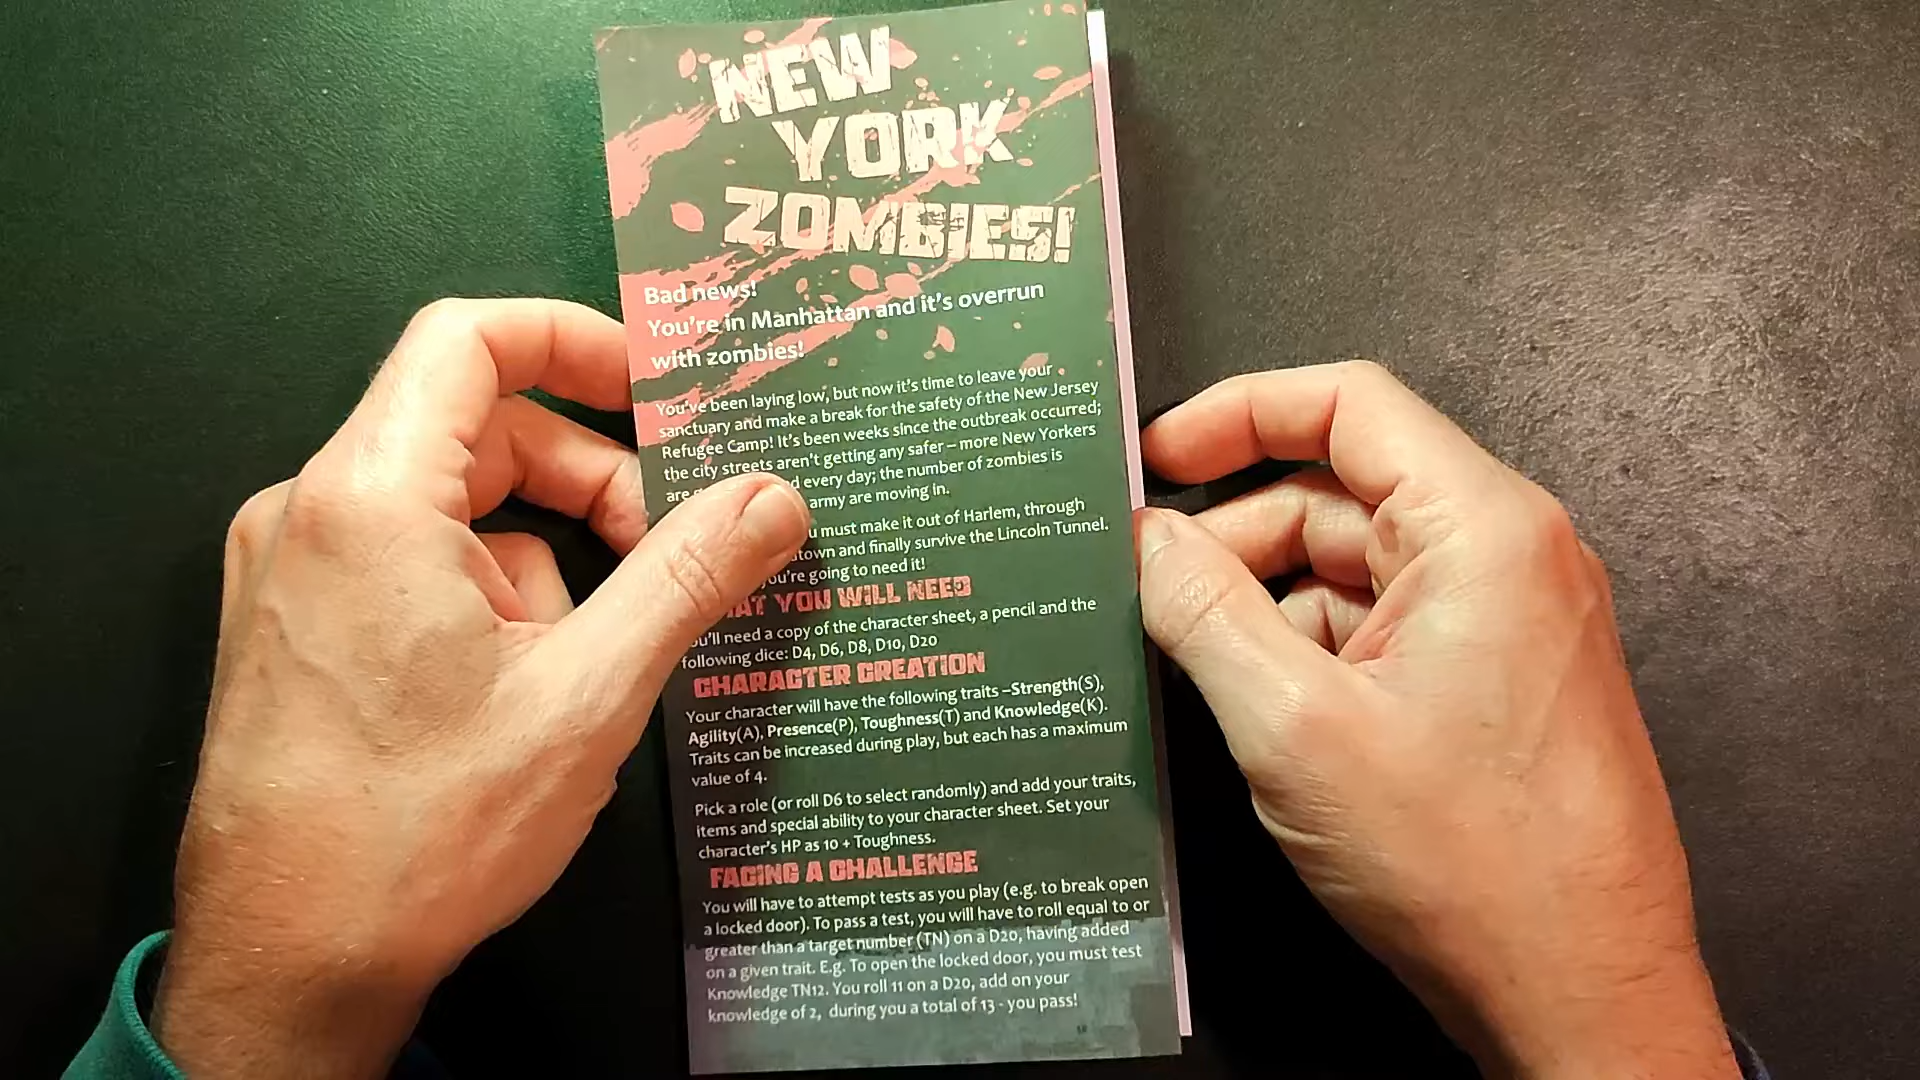 NEW
YORK
ZOMBIES!
Bad news!
You're in Manhattan and it's overrun
with zombies!
You've been laying low, but now it's time to leave your
sanctuary and make a break for the safety of the New Jersey
Refugee Camp! It's been weeks since the outbreak occurred;
the city streets aren't getting any safer – more New Yorkers
are every day; the number of zombies is
army are moving in.
must make it out of Harlem, through
and finally survive the Lincoln Tunnel.
you're going to need it!
YOU WILL NEED
You'll need a copy of the character sheet, a pencil and the
following dice: D4, D6, D8, D10, D20
CHARACTER CREATION
Your character will have the following traits –Strength(S),
Agility(A), Presence(P), Toughness(T) and Knowledge(K).
Traits can be increased during play, but each has a maximum
value of 4.
Pick a role (or roll D6 to select randomly) and add your traits,
items and special ability to your character sheet. Set your
character's HP as 10 + Toughness.
FACING A CHALLENGE
You will have to attempt tests as you play (e.g. to break open
a locked door). To pass a test, you will have to roll equal to or
greater than a target number (TN) on a D20, having added
on a given trait. E.g. To open the locked door, you must test
Knowledge TN12. You roll 11 on a D20, add on your
knowledge of 2, during you a total of 13 - you pass!